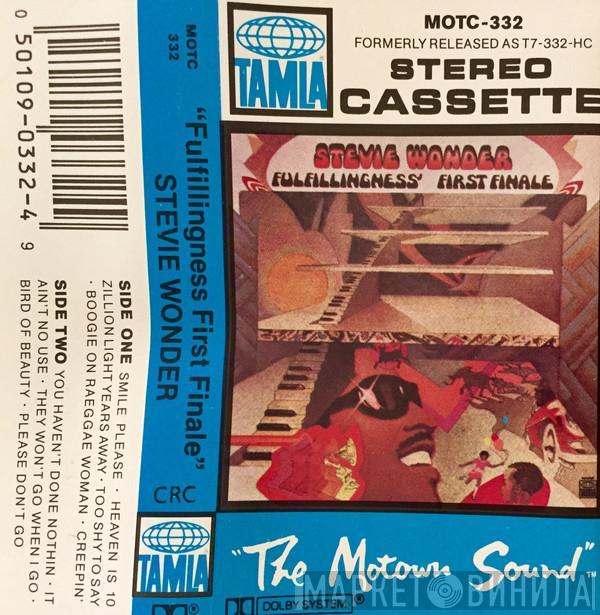 0 50109-0332-4 9
SIDE ONE SMILE PLEASE · HEAVEN IS 10
ZILLION LIGHT YEARS AWAY · TOO SHY TO SAY
· BOOGIE ON RAEGGAE WOMAN · CREEPIN'
SIDE TWO YOU HAVEN'T DONE NOTHIN · IT
AIN'T NO USE · THEY WON'T GO WHEN I GO ·
BIRD OF BEAUTY · PLEASE DON'T GO
MOTC
332
"Fulfillingness First Finale"
STEVIE WONDER
CRC
TAMLA
TAMLA
MOTC-332
FORMERLY RELEASED AS T7-332-HC
STEREO
CASSETTE
STEVIE WONDER
FULFILLINGNESS' FIRST FINALE
"The Motown Sound"™
DOLBY SYSTEM
МАРКЕТ ВИНИЛА